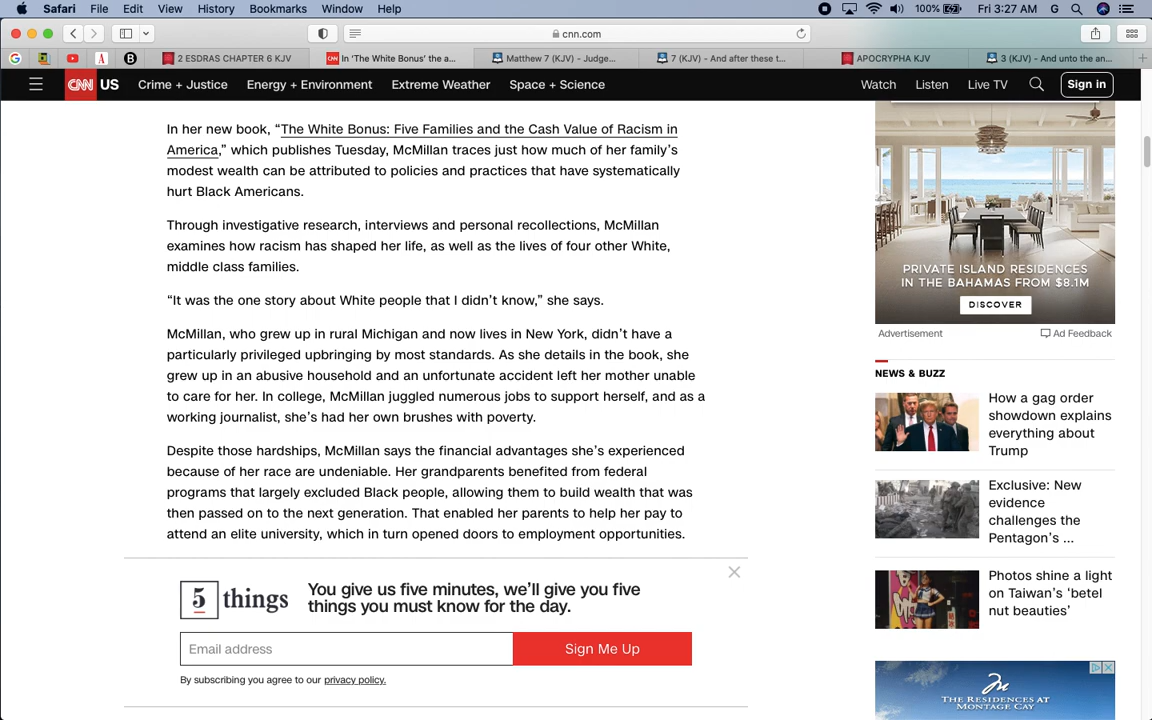 Safari File Edit View History Bookmarks Window Help 100% Fri 3:27 AM G
cnn.com
2 ESDRAS CHAPTER 6 KJV
CNN In ‘The White Bonus’ the a...
Matthew 7 (KJV) - Judge...
7 (KJV) - And after these t...
APOCRYPHA KJV
3 (KJV) - And unto the an...
CNN US Crime + Justice Energy + Environment Extreme Weather Space + Science Watch Listen Live TV Sign in
In her new book, “The White Bonus: Five Families and the Cash Value of Racism in
America,” which publishes Tuesday, McMillan traces just how much of her family’s
modest wealth can be attributed to policies and practices that have systematically
hurt Black Americans.
Through investigative research, interviews and personal recollections, McMillan
examines how racism has shaped her life, as well as the lives of four other White,
middle class families.
“It was the one story about White people that I didn’t know,” she says.
McMillan, who grew up in rural Michigan and now lives in New York, didn’t have a
particularly privileged upbringing by most standards. As she details in the book, she
grew up in an abusive household and an unfortunate accident left her mother unable
to care for her. In college, McMillan juggled numerous jobs to support herself, and as a
working journalist, she’s had her own brushes with poverty.
Despite those hardships, McMillan says the financial advantages she’s experienced
because of her race are undeniable. Her grandparents benefited from federal
programs that largely excluded Black people, allowing them to build wealth that was
then passed on to the next generation. That enabled her parents to help her pay to
attend an elite university, which in turn opened doors to employment opportunities.
5 things
You give us five minutes, we’ll give you five
things you must know for the day.
Email address
Sign Me Up
By subscribing you agree to our privacy policy.
PRIVATE ISLAND RESIDENCES
IN THE BAHAMAS FROM $8.1M
DISCOVER
Advertisement
Ad Feedback
NEWS & BUZZ
How a gag order
showdown explains
everything about
Trump
Exclusive: New
evidence
challenges the
Pentagon’s ...
Photos shine a light
on Taiwan’s ‘betel
nut beauties’
THE RESIDENCES AT
MONTAGE CAY